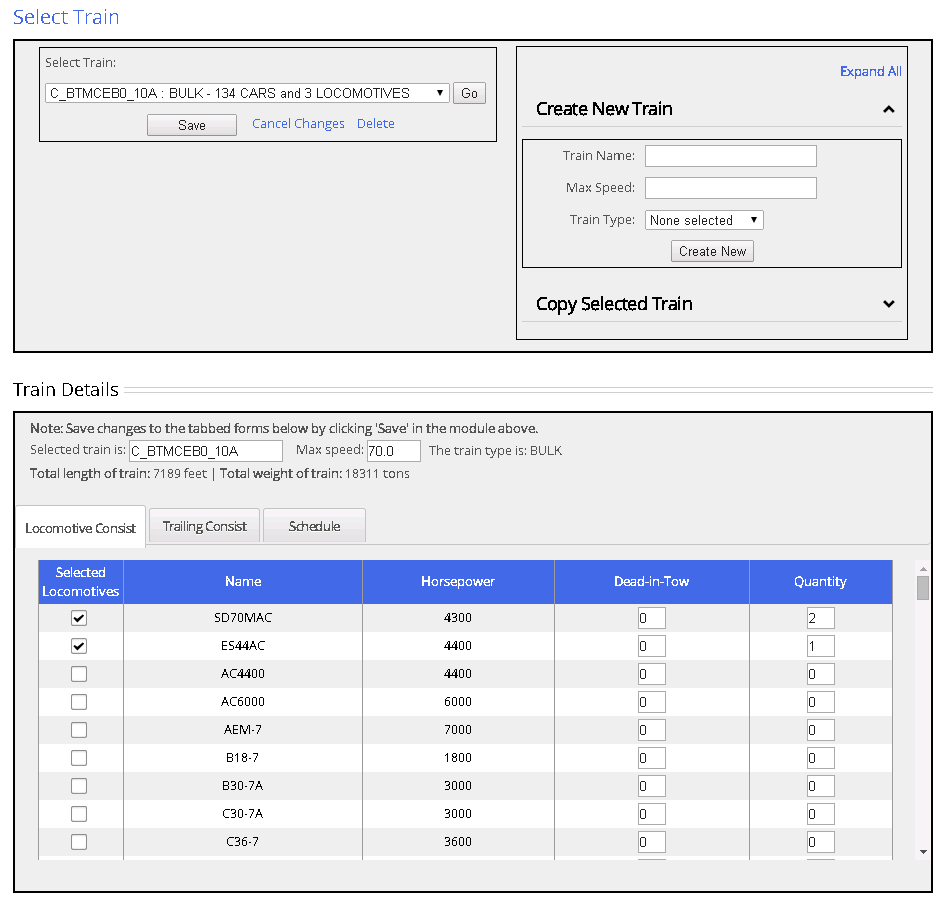 Select Train
Select Train:
C_BTMCEB0_10A : BULK - 134 CARS and 3 LOCOMOTIVES Go
Save Cancel Changes Delete
Expand All
Create New Train
Train Name:
Max Speed:
Train Type: None selected
Create New
Copy Selected Train
Train Details
Note: Save changes to the tabbed forms below by clicking 'Save' in the module above.
Selected train is: C_BTMCEB0_10A Max speed: 70.0 The train type is: BULK
Total length of train: 7189 feet | Total weight of train: 18311 tons
Locomotive Consist Trailing Consist Schedule
Selected Locomotives Name Horsepower Dead-in-Tow Quantity
SD70MAC 4300 0 2
ES44AC 4400 0 1
AC4400 4400 0 0
AC6000 6000 0 0
AEM-7 7000 0 0
B18-7 1800 0 0
B30-7A 3000 0 0
C30-7A 3000 0 0
C36-7 3600 0 0